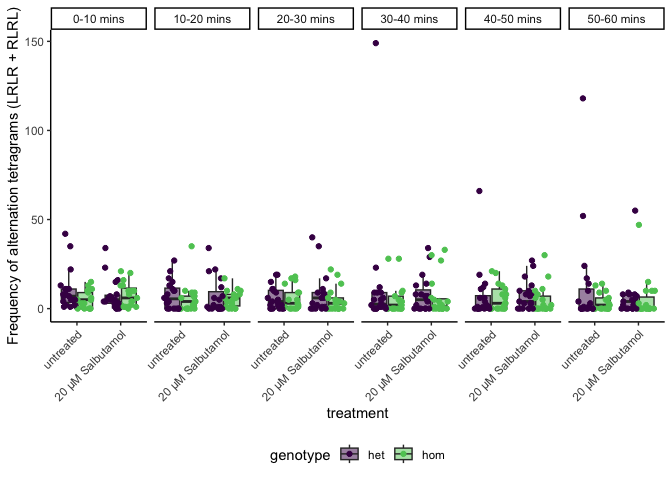 0-10 mins 10-20 mins 20-30 mins 30-40 mins 40-50 mins 50-60 mins
Frequency of alternation tetragrams (LRLR + RLRL)
150
100
50
0
untreated 20 µM Salbutamol untreated 20 µM Salbutamol untreated 20 µM Salbutamol untreated 20 µM Salbutamol untreated 20 µM Salbutamol untreated 20 µM Salbutamol
treatment
genotype het hom